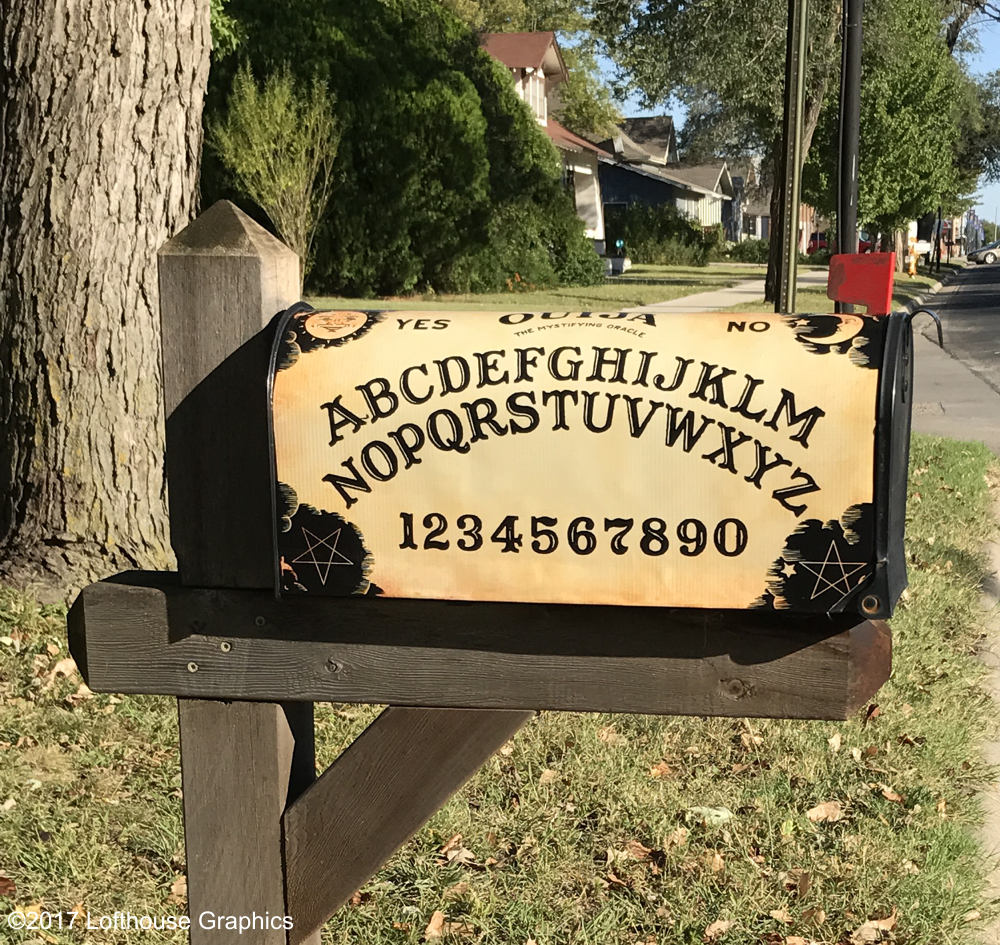 OUIJA
YES THE MYSTIFYING ORACLE NO
ABCDEFGHIJKLM
NOPQRSTUVWXYZ
1234567890
©2017 Lofthouse Graphics